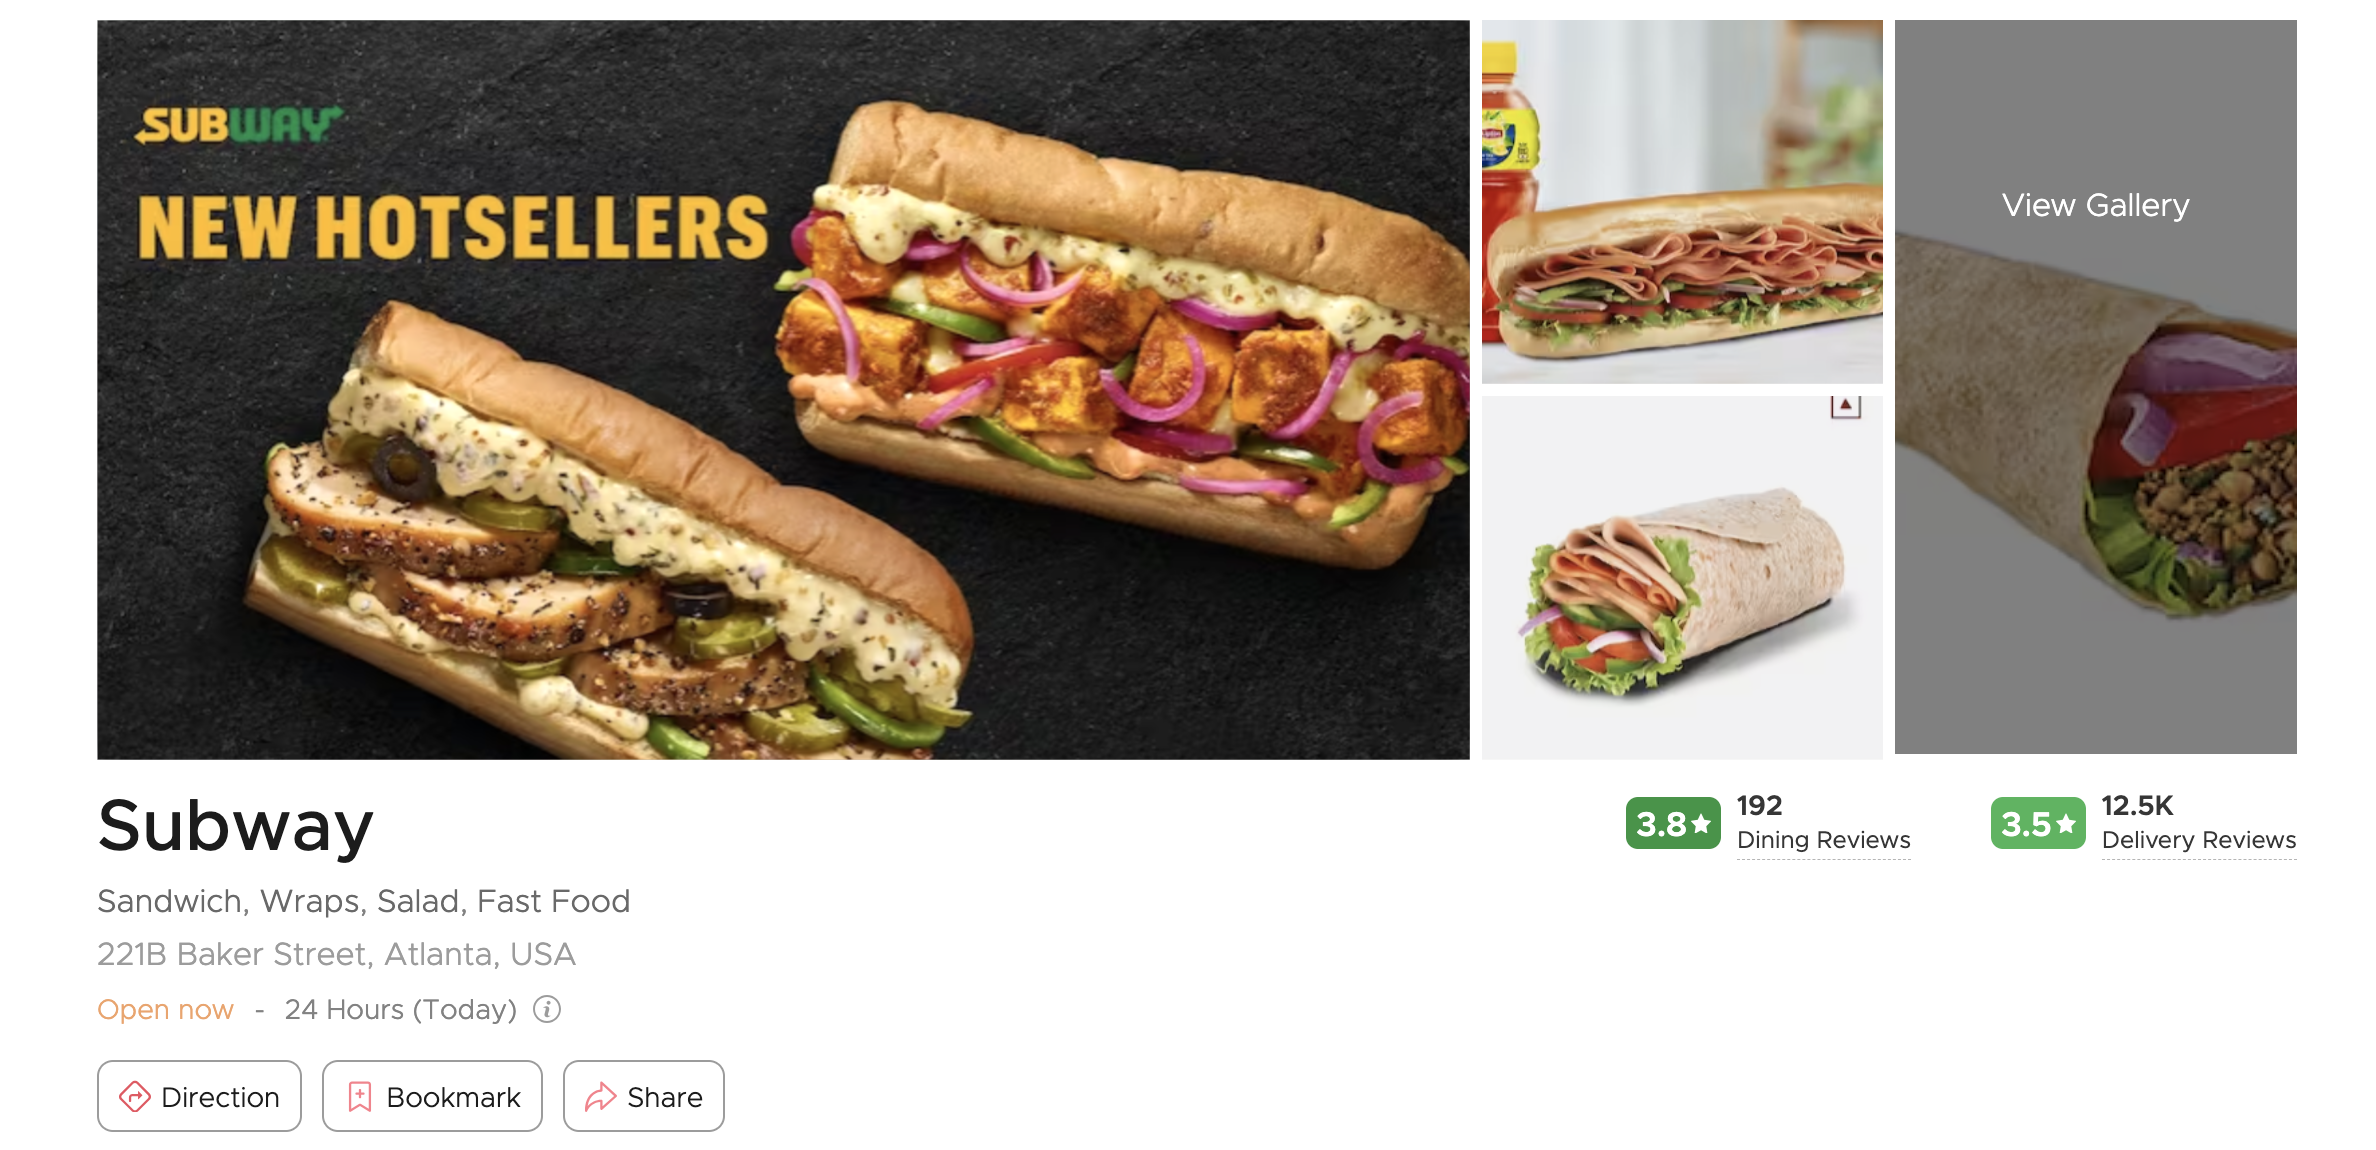 SUBWAY
NEW HOTSELLERS
View Gallery
Subway
3.8★ 192
Dining Reviews
3.5★ 12.5K
Delivery Reviews
Sandwich, Wraps, Salad, Fast Food
221B Baker Street, Atlanta, USA
Open now - 24 Hours (Today)
Direction
Bookmark
Share